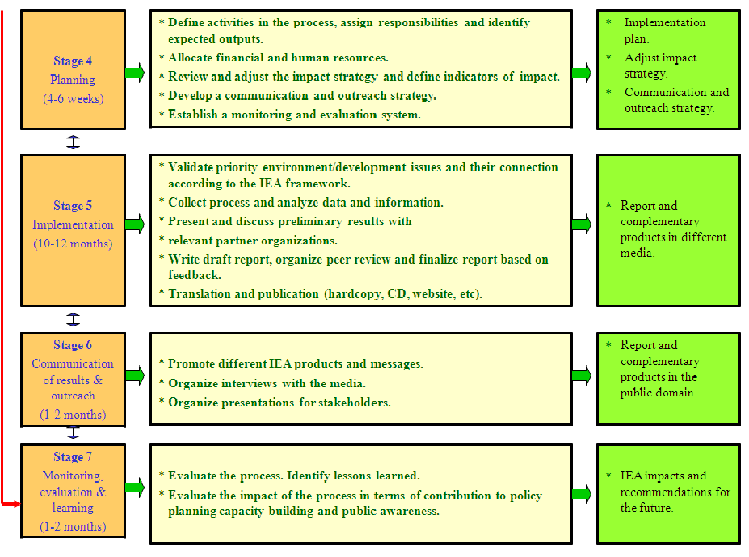 Stage 4
Planning
(4-6 weeks)
* Define activities in the process, assign responsibilities and identify
expected outputs.
* Allocate financial and human resources.
* Review and adjust the impact strategy and define indicators of impact.
* Develop a communication and outreach strategy.
* Establish a monitoring and evaluation system.
* Implementation
plan.
* Adjust impact
strategy.
* Communication and
outreach strategy.
Stage 5
Implementation
(10-12 months)
* Validate priority environment/development issues and their connection
according to the IEA framework.
* Collect process and analyze data and information.
* Present and discuss preliminary results with
* relevant partner organizations.
* Write draft report, organize peer review and finalize report based on
feedback.
* Translation and publication (hardcopy, CD, website, etc).
* Report and
complementary
products in different
media.
Stage 6
Communication
of results &
outreach
(1-2 months)
* Promote different IEA products and messages.
* Organize interviews with the media.
* Organize presentations for stakeholders.
* Report and
complementary
products in the
public domain
Stage 7
Monitoring,
evaluation &
learning
(1-2 months)
* Evaluate the process. Identify lessons learned.
* Evaluate the impact of the process in terms of contribution to policy
planning capacity building and public awareness.
* IEA impacts and
recommendations for
the future.